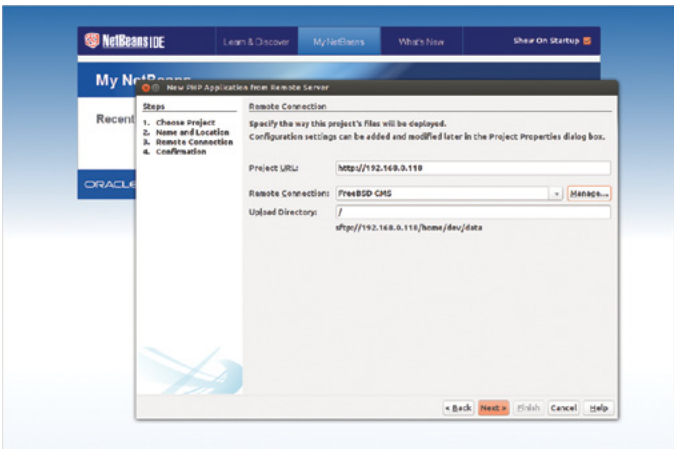 NetBeans IDE
Learn & Discover
My NetBeans
What's New
Show On Startup
My NetBeans
New PHP Application from Remote Server
Recent
Steps
1. Choose Project
2. Name and Location
3. Remote Connection
4. Confirmation
Remote Connection
Specify the way this project's files will be deployed.
Configuration settings can be added and modified later in the Project Properties dialog box.
Project URL: http://192.168.0.118
Remote Connection: FreeBSD CMS Manage...
Upload Directory: /
sftp://192.168.0.118/home/dev/data
ORACLE
< Back Next > Finish Cancel Help